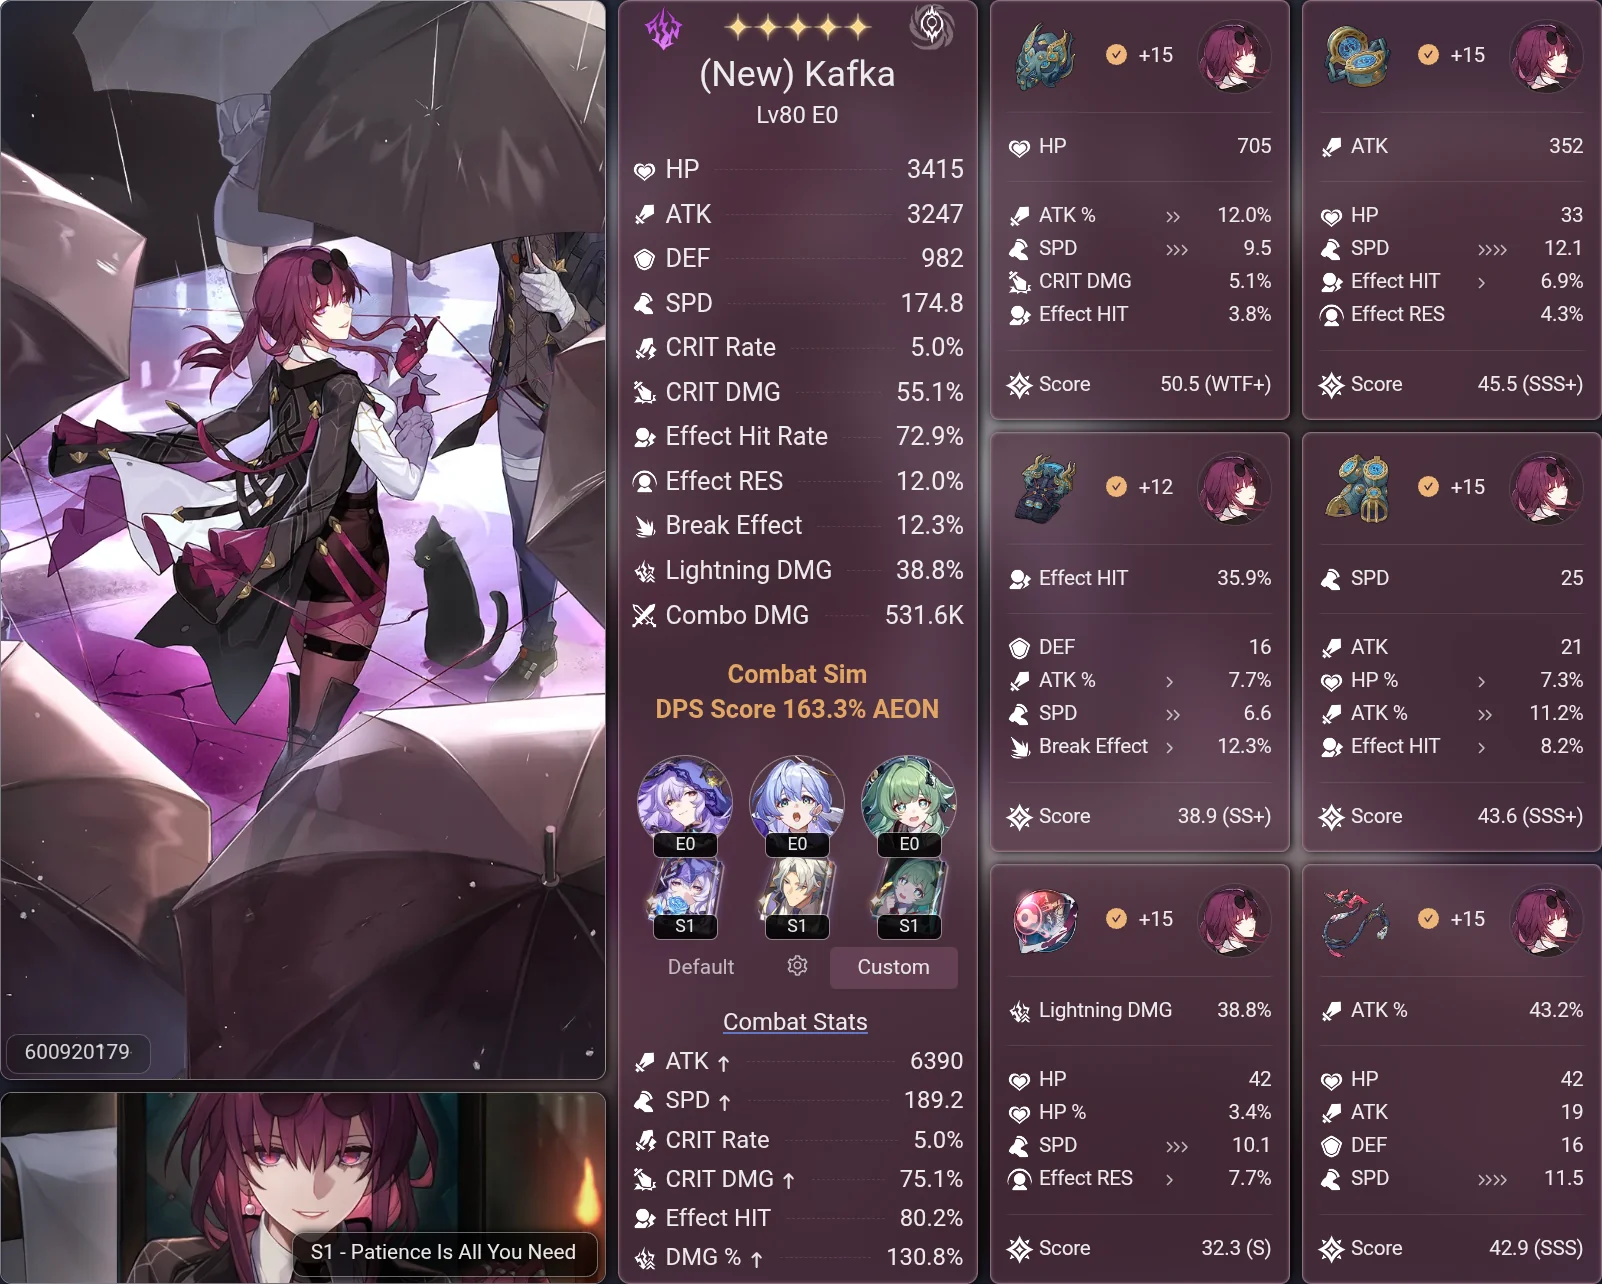 600920179
S1 - Patience Is All You Need
(New) Kafka
Lv80 E0
HP 3415
ATK 3247
DEF 982
SPD 174.8
CRIT Rate 5.0%
CRIT DMG 55.1%
Effect Hit Rate 72.9%
Effect RES 12.0%
Break Effect 12.3%
Lightning DMG 38.8%
Combo DMG 531.6K
Combat Sim
DPS Score 163.3% AEON
E0 E0 E0
S1 S1 S1
Default Custom
Combat Stats
ATK ↑ 6390
SPD ↑ 189.2
CRIT Rate 5.0%
CRIT DMG ↑ 75.1%
Effect HIT 80.2%
DMG % ↑ 130.8%
+15
HP 705
ATK % 12.0%
SPD 9.5
CRIT DMG 5.1%
Effect HIT 3.8%
Score 50.5 (WTF+)
+15
ATK 352
HP 33
SPD 12.1
Effect HIT 6.9%
Effect RES 4.3%
Score 45.5 (SSS+)
+12
Effect HIT 35.9%
DEF 16
ATK % 7.7%
SPD 6.6
Break Effect 12.3%
Score 38.9 (SS+)
+15
SPD 25
ATK 21
HP % 7.3%
ATK % 11.2%
Effect HIT 8.2%
Score 43.6 (SSS+)
+15
Lightning DMG 38.8%
HP 42
HP % 3.4%
SPD 10.1
Effect RES 7.7%
Score 32.3 (S)
+15
ATK % 43.2%
HP 42
ATK 19
DEF 16
SPD 11.5
Score 42.9 (SSS)